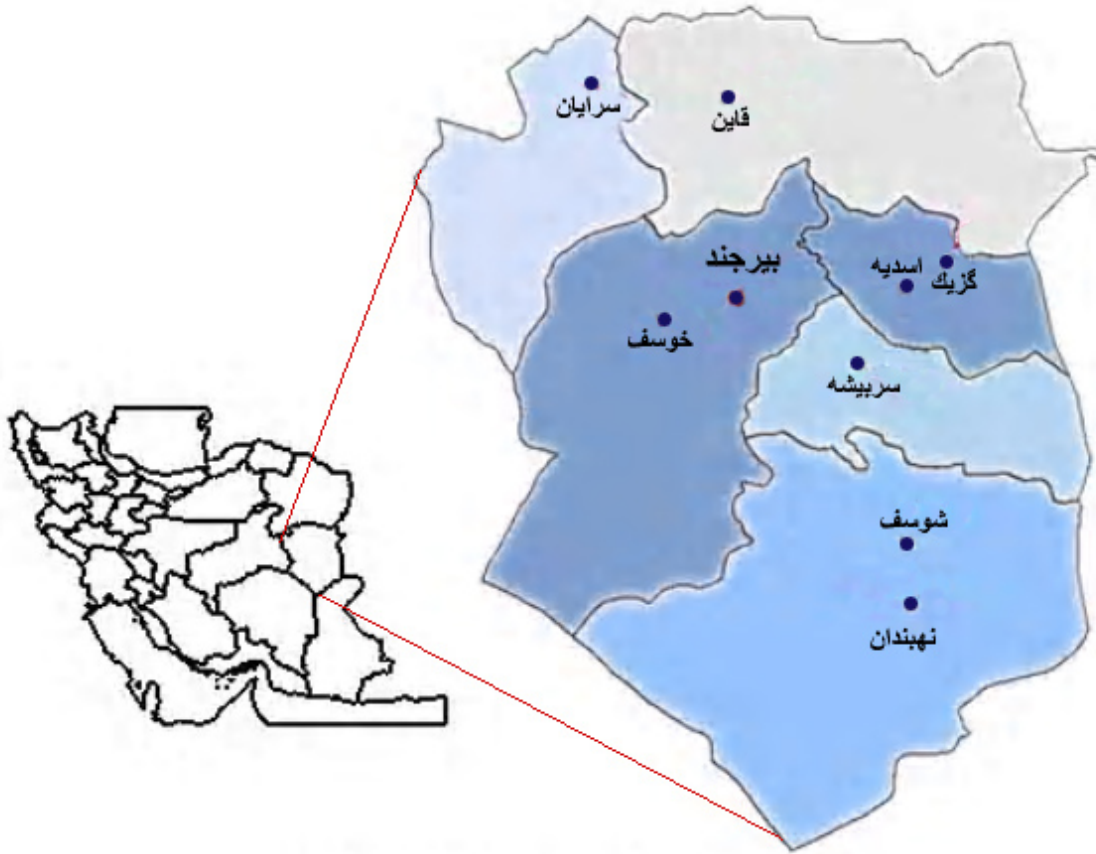 سرایان
قاین
بیرجند
اسدیه
گزیك
خوسف
سربیشه
شوسف
نهبندان